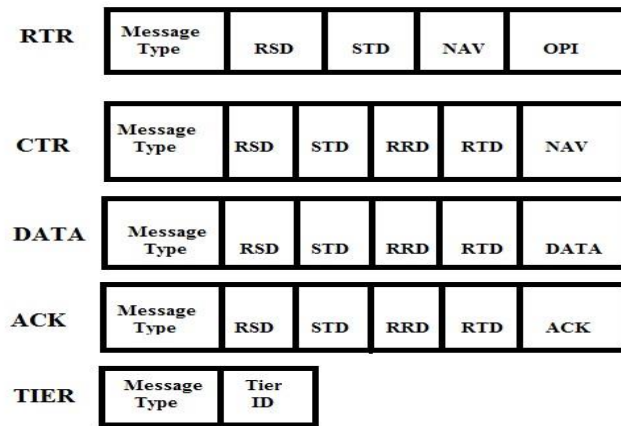 RTR Message Type RSD STD NAV OPI
CTR Message Type RSD STD RRD RTD NAV
DATA Message Type RSD STD RRD RTD DATA
ACK Message Type RSD STD RRD RTD ACK
TIER Message Type Tier ID